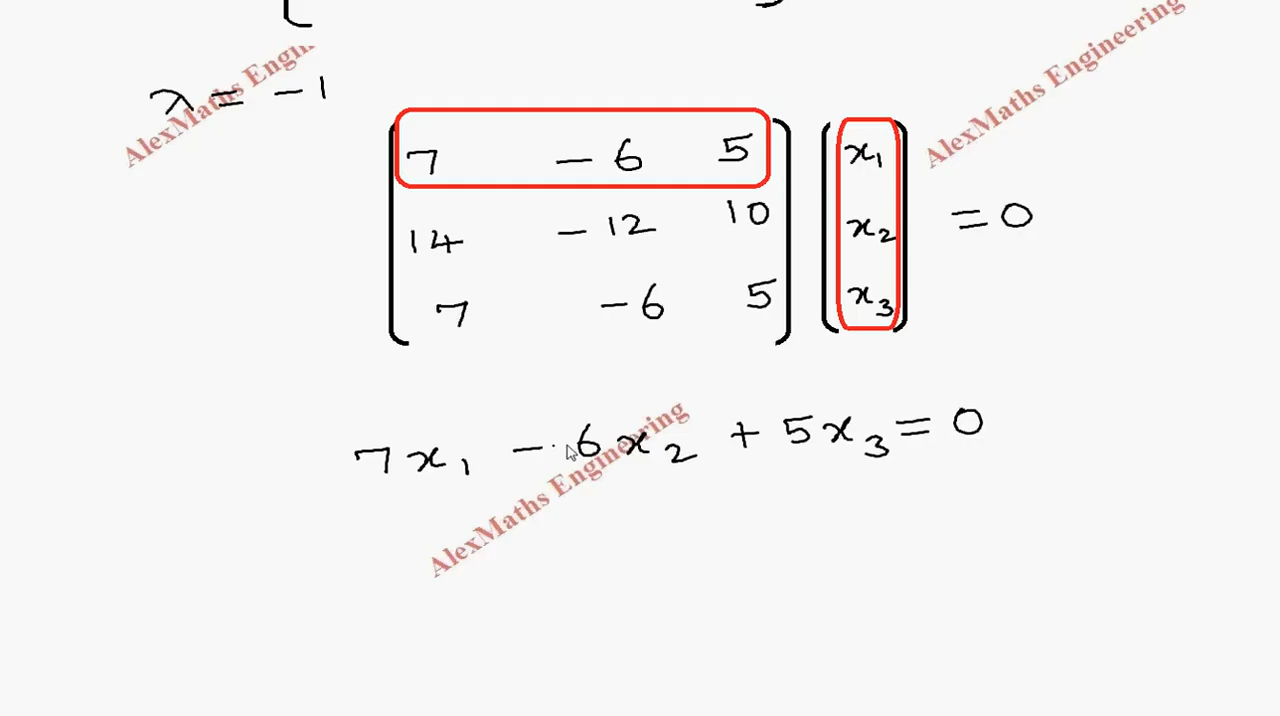 λ = -1
7 -6 5 x₁
14 -12 10 x₂ = 0
7 -6 5 x₃
7x₁ - 6x₂ + 5x₃ = 0
AlexMaths Engin
AlexMaths Engineering
AlexMaths Engineering